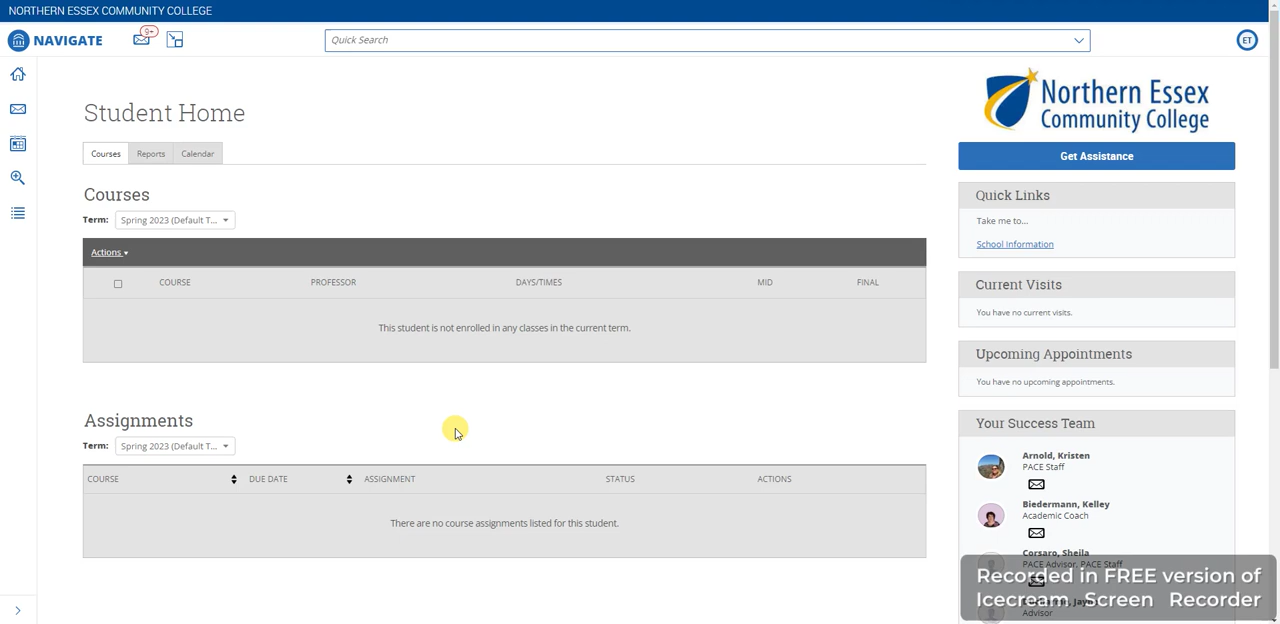 NORTHERN ESSEX COMMUNITY COLLEGE
NAVIGATE
9+
Quick Search
ET
Student Home
Courses
Reports
Calendar
Courses
Term: Spring 2023 (Default T...
Actions
COURSE
PROFESSOR
DAYS/TIMES
MID
FINAL
This student is not enrolled in any classes in the current term.
Assignments
Term: Spring 2023 (Default T...
COURSE
DUE DATE
ASSIGNMENT
STATUS
ACTIONS
There are no course assignments listed for this student.
Northern Essex
Community College
Get Assistance
Quick Links
Take me to...
School Information
Current Visits
You have no current visits.
Upcoming Appointments
You have no upcoming appointments.
Your Success Team
Arnold, Kristen
PACE Staff
Biedermann, Kelley
Academic Coach
Corsaro, Sheila
PACE Advisor, PACE Staff
Advisor
Recorded in FREE version of
Icecream Screen Recorder